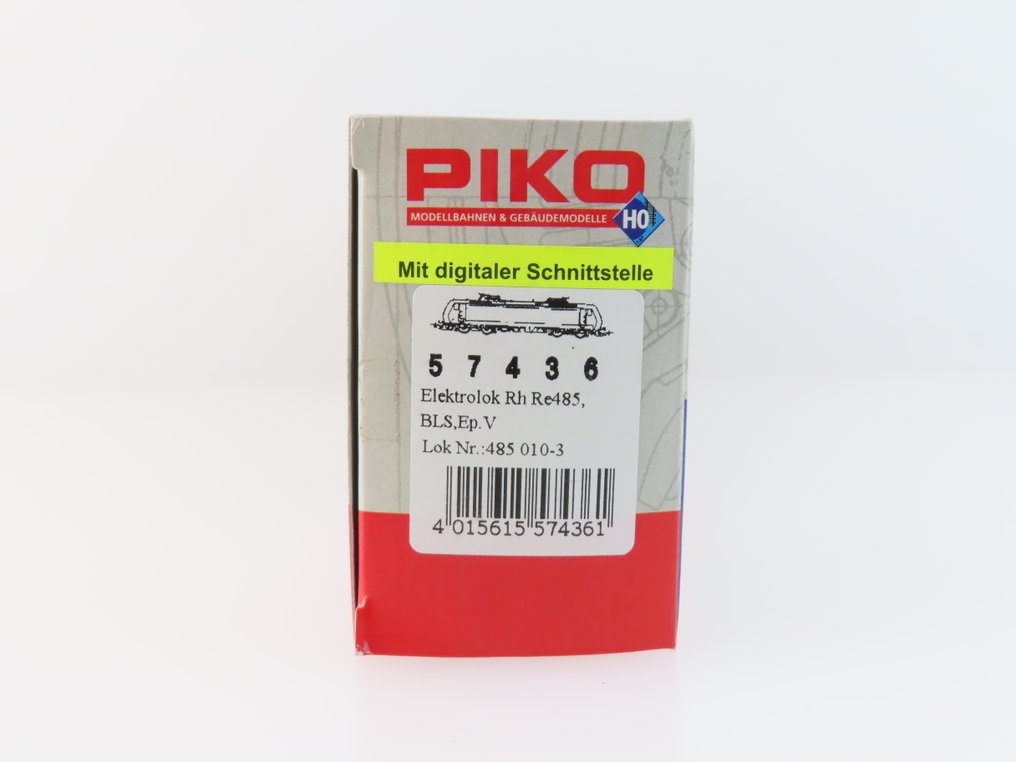 PIKO
MODELLBAHNEN & GEBÄUDEMODELLE
H0
Mit digitaler Schnittstelle
5 7 4 3 6
Elektrolok Rh Re485,
BLS,Ep.V
Lok Nr.:485 010-3
4 015615 574361